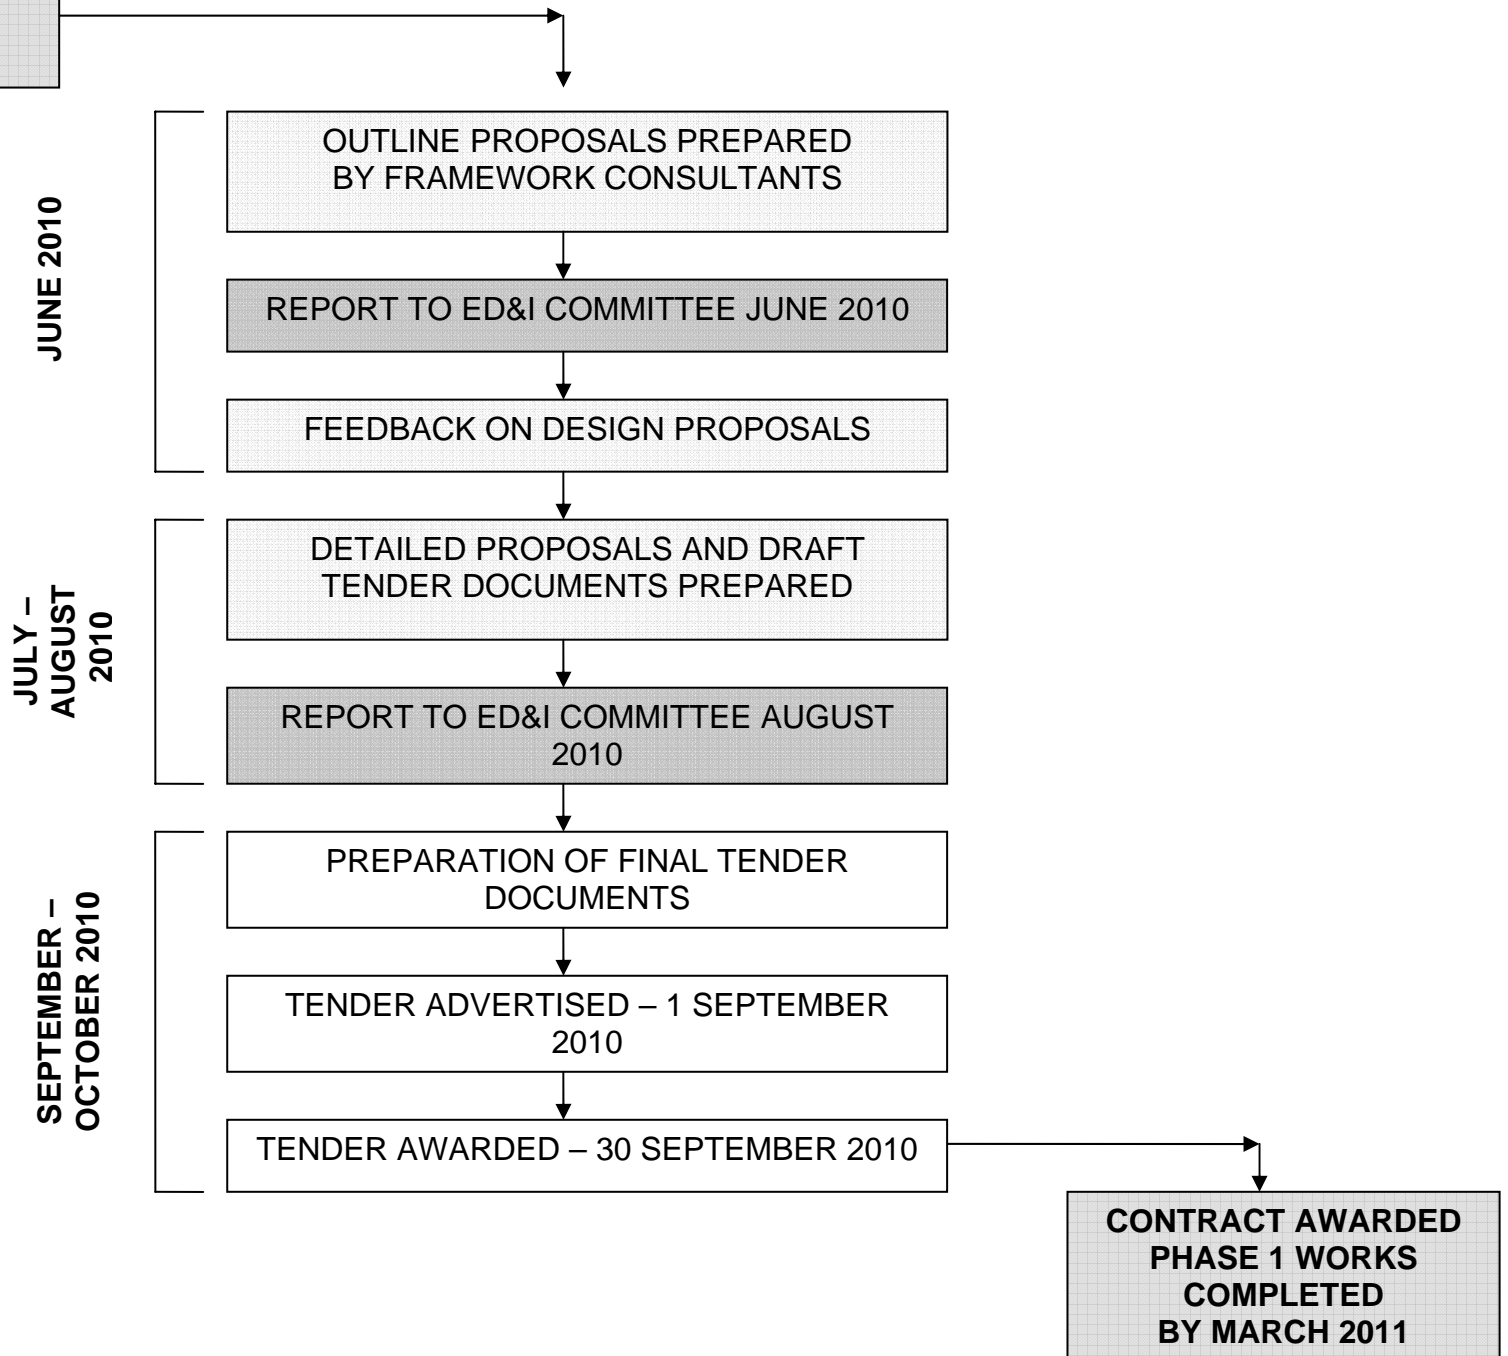 JUNE 2010
OUTLINE PROPOSALS PREPARED
BY FRAMEWORK CONSULTANTS
REPORT TO ED&I COMMITTEE JUNE 2010
FEEDBACK ON DESIGN PROPOSALS
JULY –
AUGUST
2010
DETAILED PROPOSALS AND DRAFT
TENDER DOCUMENTS PREPARED
REPORT TO ED&I COMMITTEE AUGUST
2010
SEPTEMBER –
OCTOBER 2010
PREPARATION OF FINAL TENDER
DOCUMENTS
TENDER ADVERTISED – 1 SEPTEMBER
2010
TENDER AWARDED – 30 SEPTEMBER 2010
CONTRACT AWARDED
PHASE 1 WORKS
COMPLETED
BY MARCH 2011